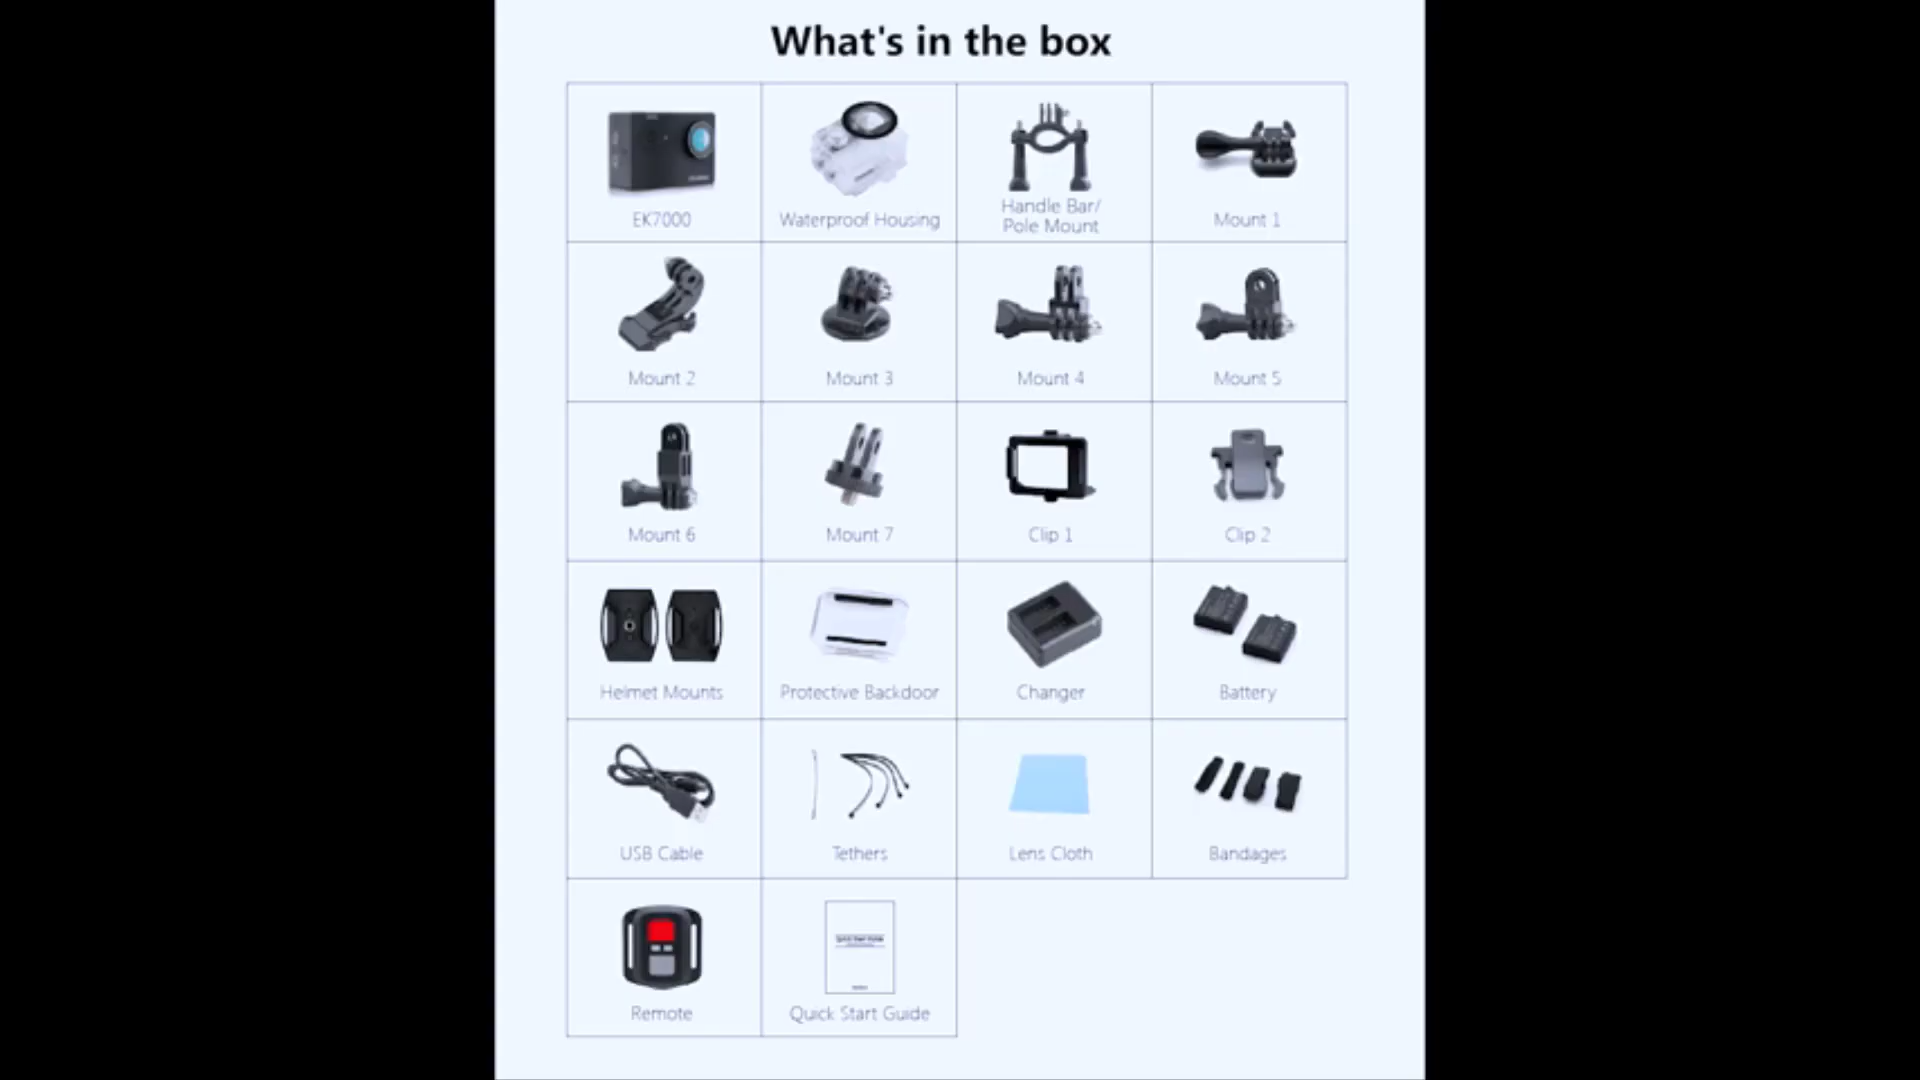 What's in the box
EK7000
Waterproof Housing
Handle Bar/
Pole Mount
Mount 1
Mount 2
Mount 3
Mount 4
Mount 5
Mount 6
Mount 7
Clip 1
Clip 2
Helmet Mounts
Protective Backdoor
Changer
Battery
USB Cable
Tethers
Lens Cloth
Bandages
Remote
Quick Start Guide